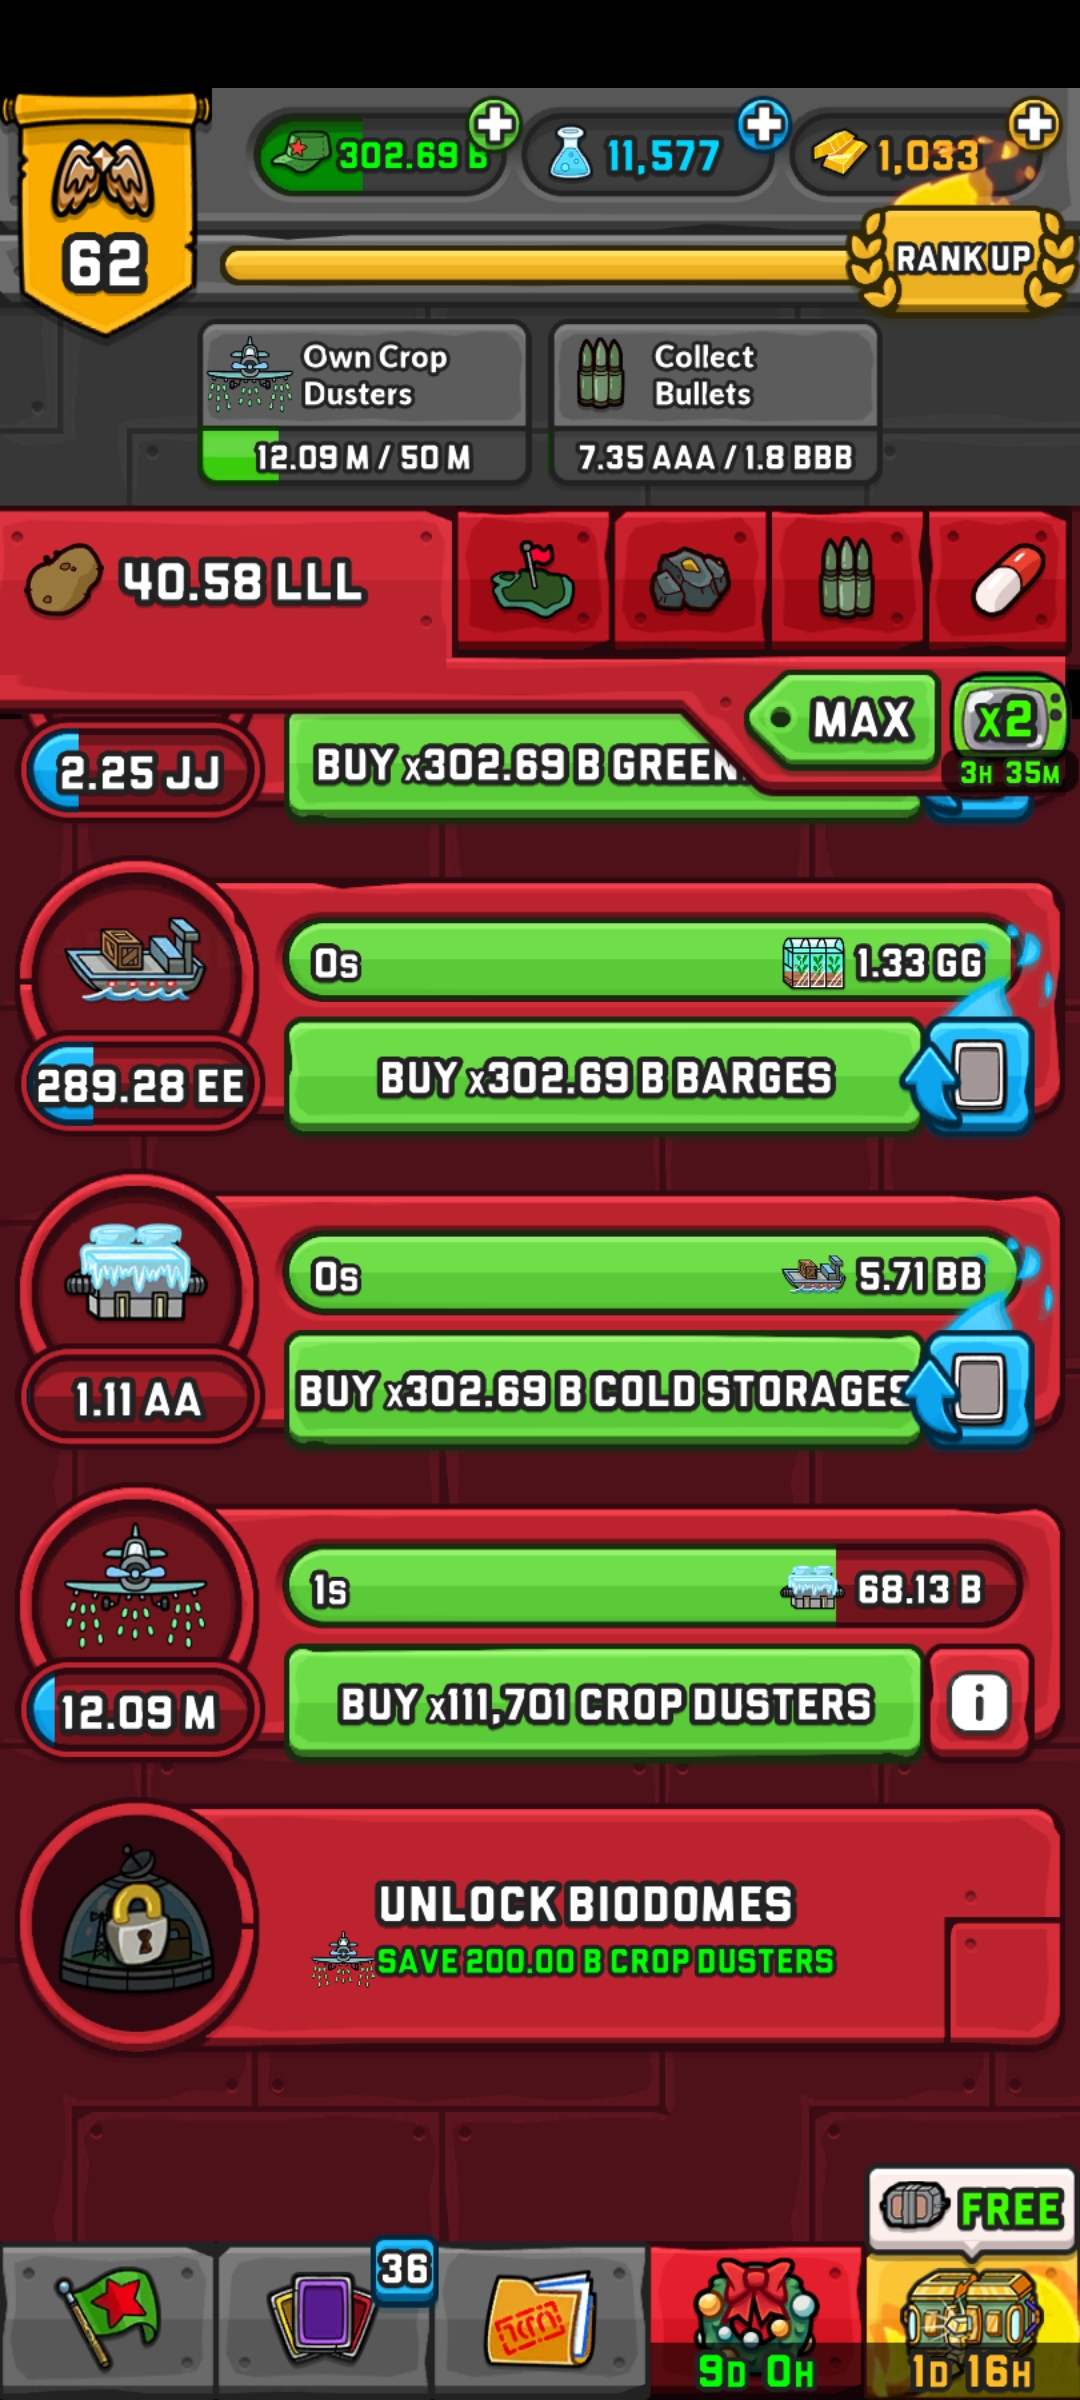 302.69 B
11,577
1,033
62
RANK UP
Own Crop
Dusters
12.09 M / 50 M
Collect
Bullets
7.35 AAA / 1.8 BBB
40.58 LLL
MAX
x2
3H 35M
2.25 JJ
BUY x302.69 B GREEN
0s
1.33 GG
289.28 EE
BUY x302.69 B BARGES
0s
5.71 BB
1.11 AA
BUY x302.69 B COLD STORAGES
1s
68.13 B
12.09 M
BUY x111,701 CROP DUSTERS
i
UNLOCK BIODOMES
SAVE 200.00 B CROP DUSTERS
FREE
36
9D 0H
1D 16H